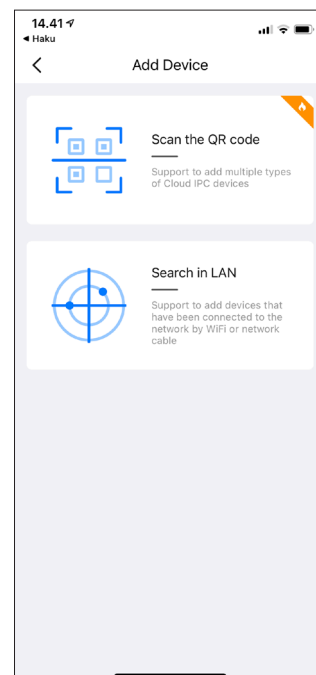 14.41
◀ Haku
Add Device
Scan the QR code
Support to add multiple types
of Cloud IPC devices
Search in LAN
Support to add devices that
have been connected to the
network by WiFi or network
cable